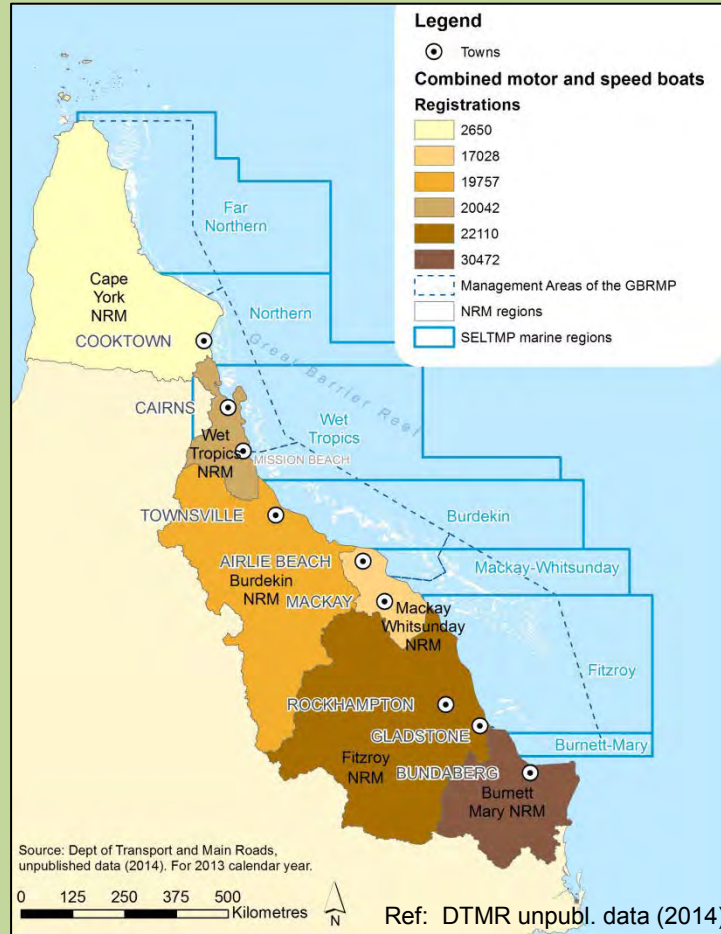 Legend
Towns
Combined motor and speed boats
Registrations
2650
17028
19757
20042
22110
30472
Management Areas of the GBRMP
NRM regions
SELTMP marine regions
Far
Northern
Cape
York
NRM
Northern
COOKTOWN
Great Barrier Reef
CAIRNS
Wet
Tropics
Wet
Tropics
NRM
MISSION BEACH
Burdekin
TOWNSVILLE
AIRLIE BEACH
Mackay-Whitsunday
Burdekin
NRM
MACKAY
Mackay
Whitsunday
NRM
Fitzroy
ROCKHAMPTON
GLADSTONE
Burnett-Mary
Fitzroy
NRM
BUNDABERG
Burnett
Mary NRM
Source: Dept of Transport and Main Roads,
unpublished data (2014). For 2013 calendar year.
0 125 250 375 500
Kilometres
N
Ref: DTMR unpubl. data (2014)